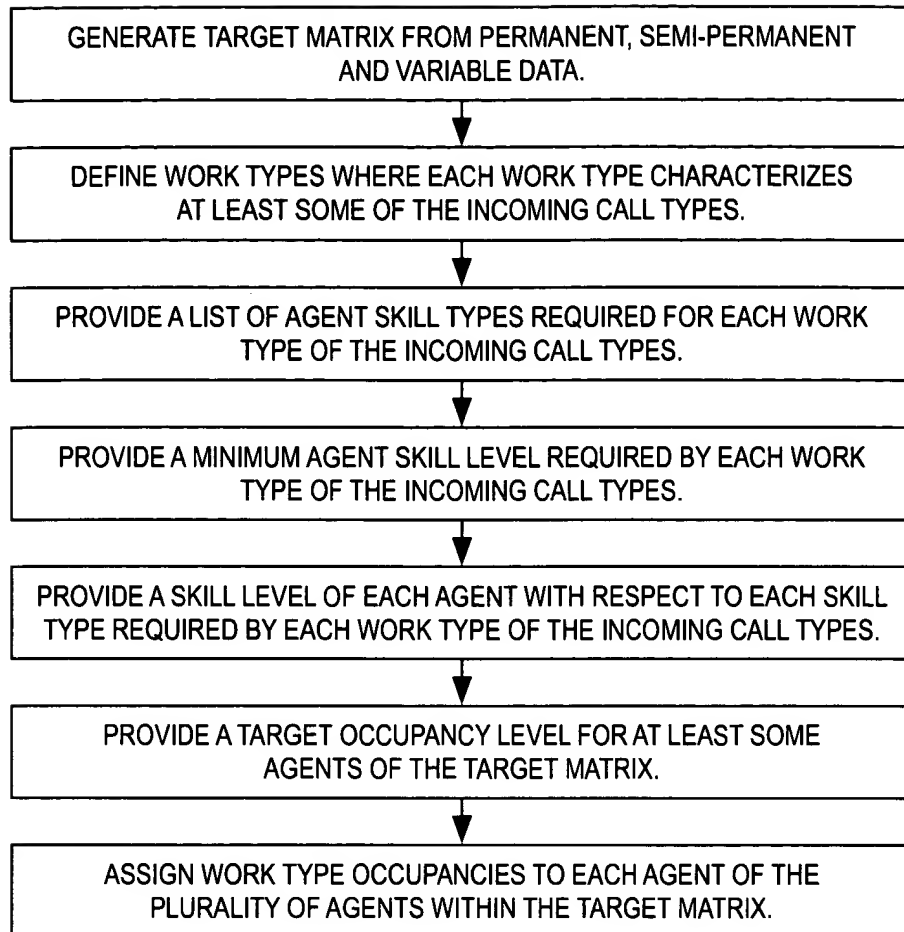 GENERATE TARGET MATRIX FROM PERMANENT, SEMI-PERMANENT
AND VARIABLE DATA.
DEFINE WORK TYPES WHERE EACH WORK TYPE CHARACTERIZES
AT LEAST SOME OF THE INCOMING CALL TYPES.
PROVIDE A LIST OF AGENT SKILL TYPES REQUIRED FOR EACH WORK
TYPE OF THE INCOMING CALL TYPES.
PROVIDE A MINIMUM AGENT SKILL LEVEL REQUIRED BY EACH WORK
TYPE OF THE INCOMING CALL TYPES.
PROVIDE A SKILL LEVEL OF EACH AGENT WITH RESPECT TO EACH SKILL
TYPE REQUIRED BY EACH WORK TYPE OF THE INCOMING CALL TYPES.
PROVIDE A TARGET OCCUPANCY LEVEL FOR AT LEAST SOME
AGENTS OF THE TARGET MATRIX.
ASSIGN WORK TYPE OCCUPANCIES TO EACH AGENT OF THE
PLURALITY OF AGENTS WITHIN THE TARGET MATRIX.